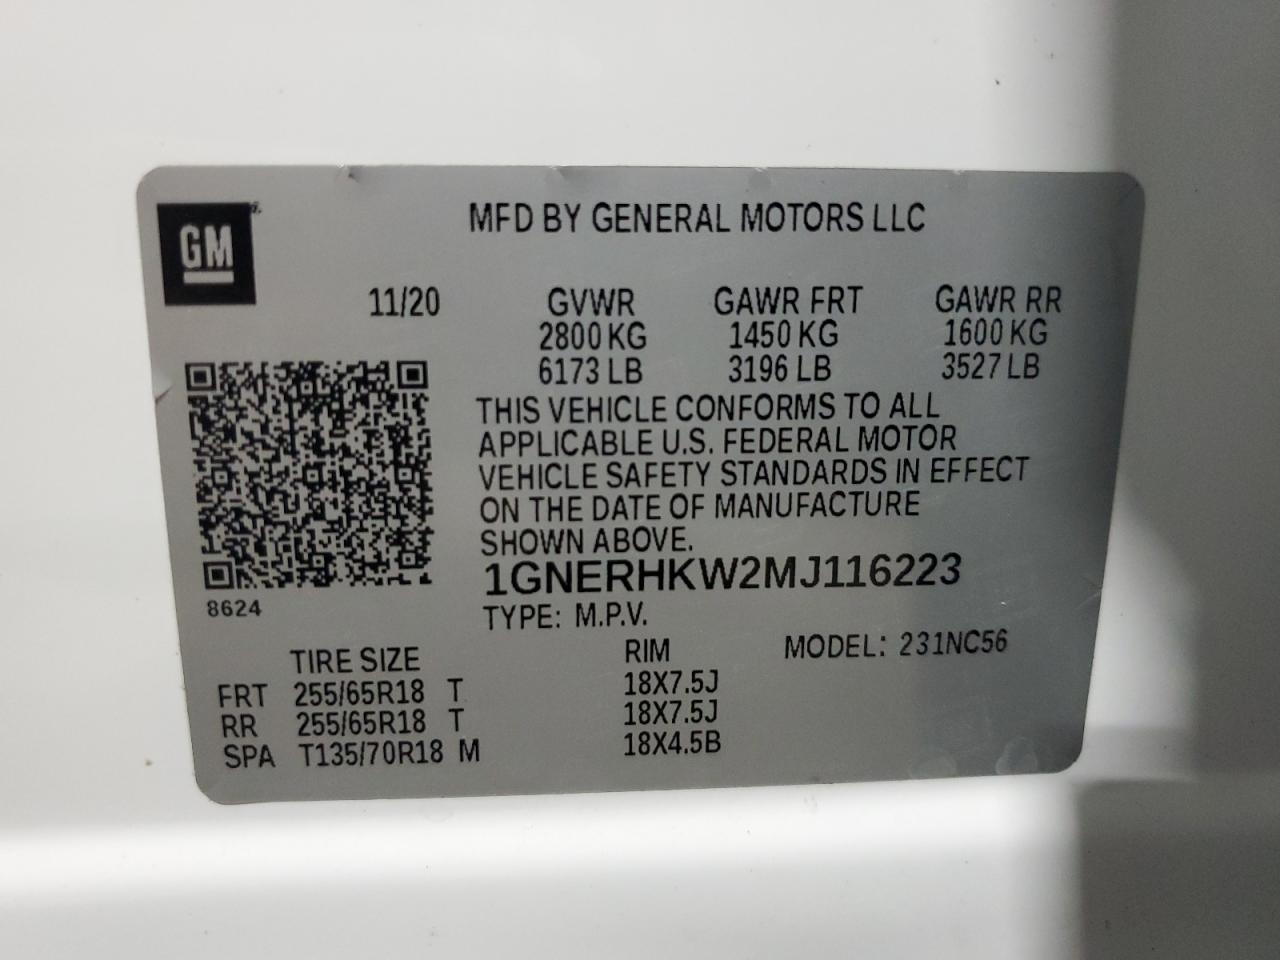 MFD BY GENERAL MOTORS LLC
GM
11/20 GVWR GAWR FRT GAWR RR
2800 KG 1450 KG 1600 KG
6173 LB 3196 LB 3527 LB
THIS VEHICLE CONFORMS TO ALL
APPLICABLE U.S. FEDERAL MOTOR
VEHICLE SAFETY STANDARDS IN EFFECT
ON THE DATE OF MANUFACTURE
SHOWN ABOVE.
1GNERHKW2MJ116223
8624
TYPE: M.P.V.
TIRE SIZE RIM MODEL: 231NC56
FRT 255/65R18 T 18X7.5J
RR 255/65R18 T 18X7.5J
SPA T135/70R18 M 18X4.5B